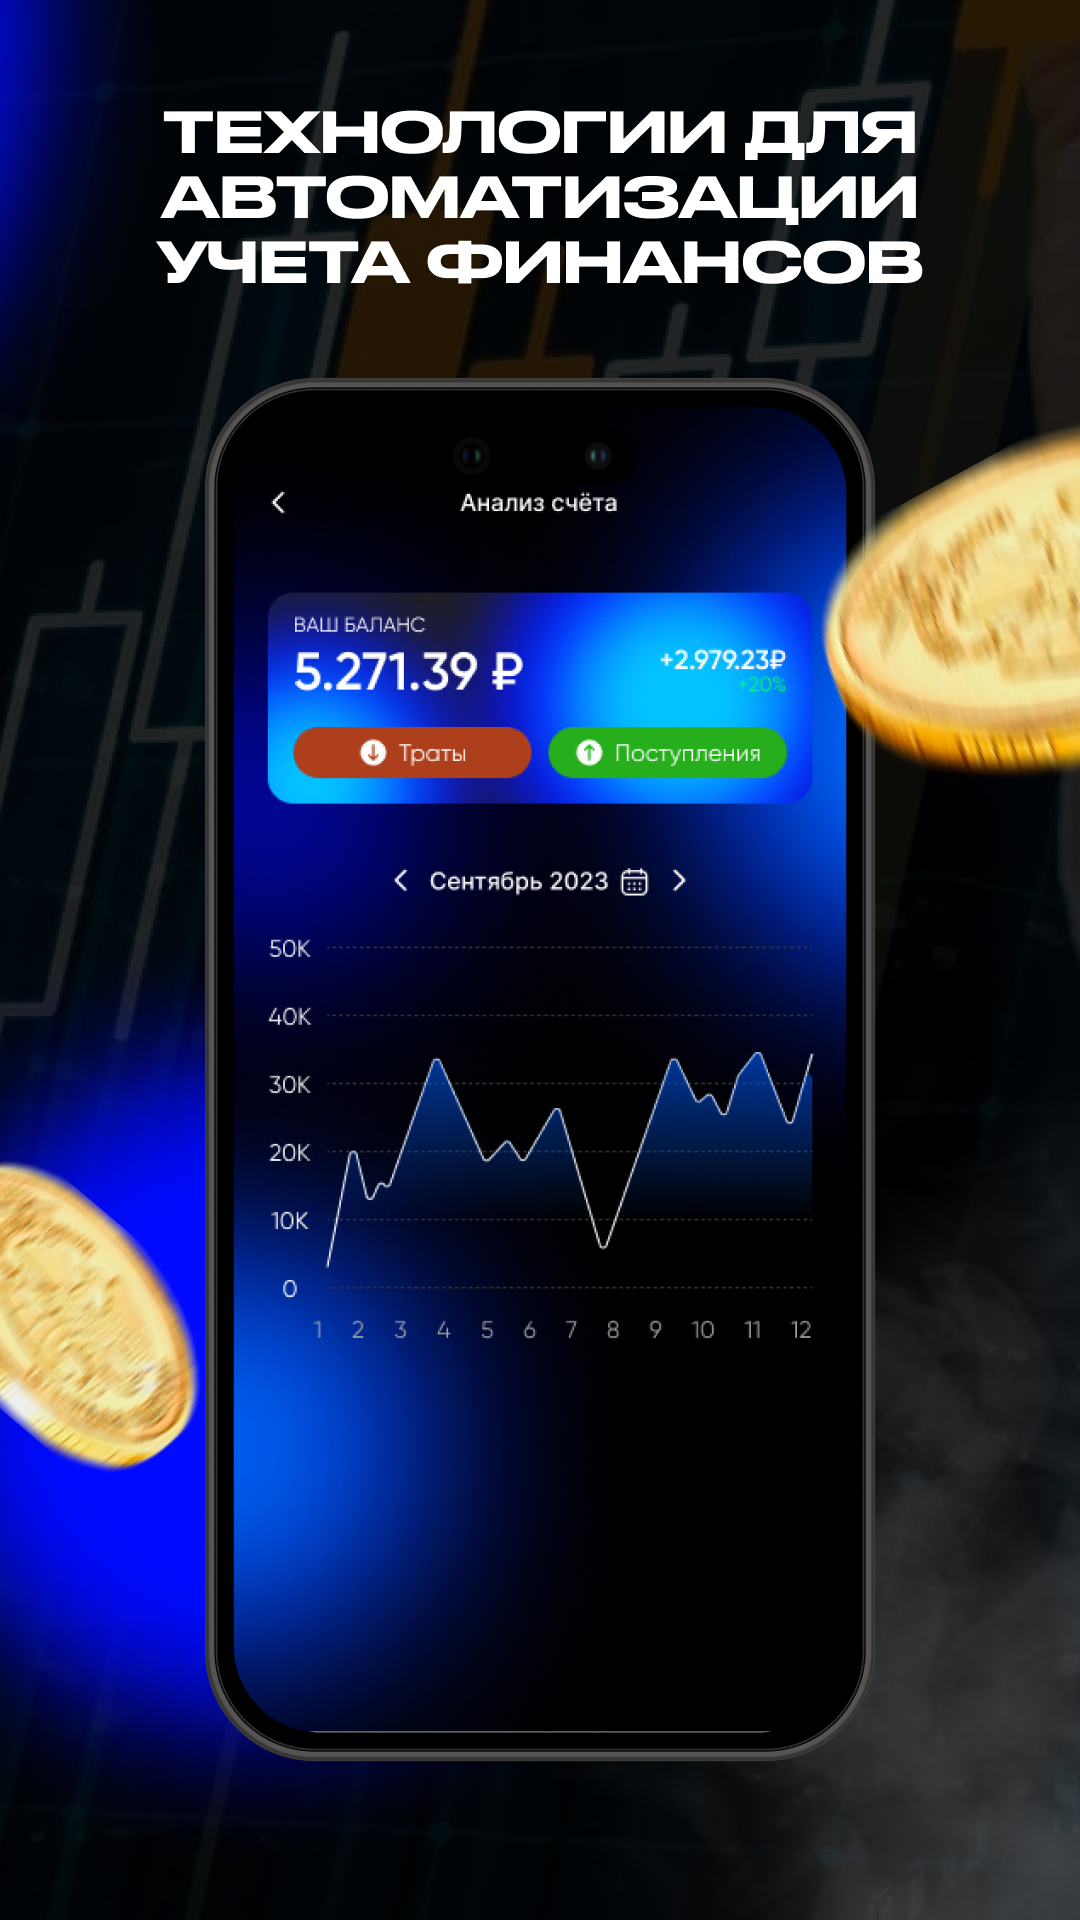 ТЕХНОЛОГИИ ДЛЯ
АВТОМАТИЗАЦИИ
УЧЕТА ФИНАНСОВ
Анализ счёта
ВАШ БАЛАНС
5.271.39 ₽
+2.979.23₽
+20%
Траты
Поступления
Сентябрь 2023
50K
40K
30K
20K
10K
0
1 2 3 4 5 6 7 8 9 10 11 12